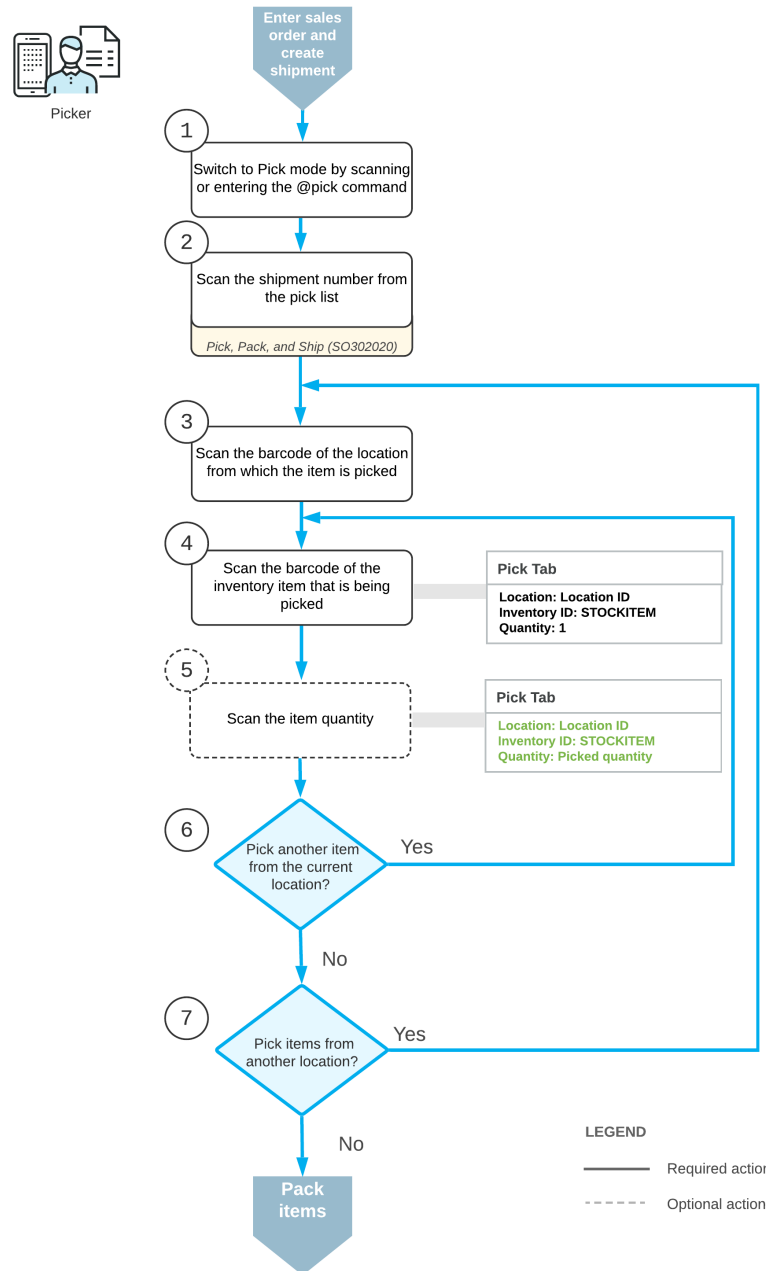 Enter sales
order and
create
shipment
Picker
1
Switch to Pick mode by scanning
or entering the @pick command
2
Scan the shipment number from
the pick list
Pick, Pack, and Ship (SO302020)
3
Scan the barcode of the location
from which the item is picked
4
Scan the barcode of the
inventory item that is being
picked
Pick Tab
Location: Location ID
Inventory ID: STOCKITEM
Quantity: 1
5
Scan the item quantity
Pick Tab
Location: Location ID
Inventory ID: STOCKITEM
Quantity: Picked quantity
6
Pick another item
from the current
location?
Yes
No
7
Pick items from
another location?
Yes
No
Pack
items
LEGEND
Required action
Optional action